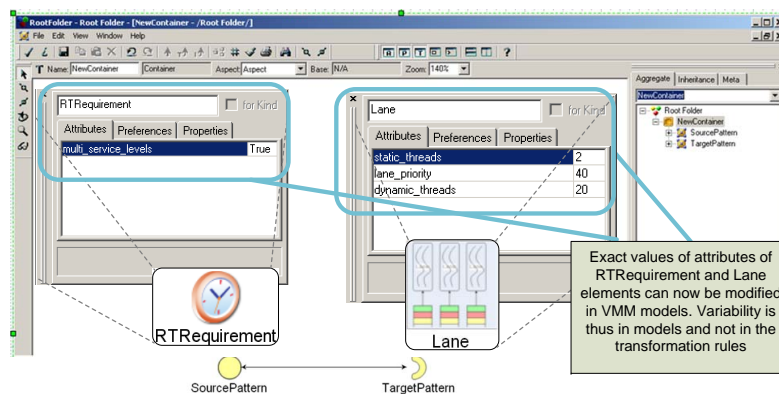 RootFolder - Root Folder - [NewContainer - /Root Folder/]
File Edit View Window Help
Name: NewContainer Container Aspect: Aspect Base: N/A Zoom: 140%
RTRequirement for Kind
Attributes Preferences Properties
multi_service_levels True
Lane for Kind
Attributes Preferences Properties
static_threads 2
lane_priority 40
dynamic_threads 20
Aggregate Inheritance Meta
NewContainer
Root Folder
NewContainer
SourcePattern
TargetPattern
RTRequirement
Lane
Exact values of attributes of
RTRequirement and Lane
elements can now be modified
in VMM models. Variability is
thus in models and not in the
transformation rules
SourcePattern
TargetPattern